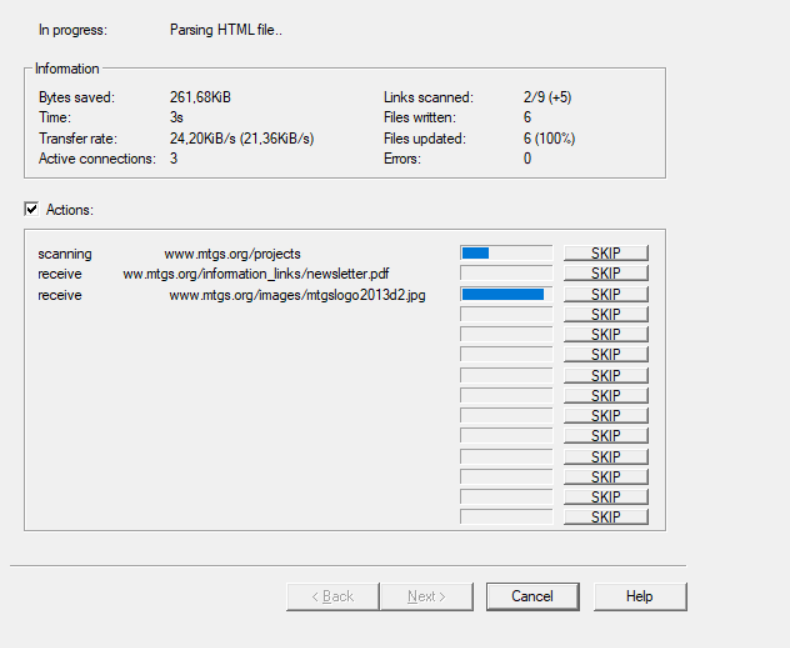 In progress: Parsing HTML file..
Information
Bytes saved: 261,68KiB Links scanned: 2/9 (+5)
Time: 3s Files written: 6
Transfer rate: 24,20KiB/s (21,36KiB/s) Files updated: 6 (100%)
Active connections: 3 Errors: 0
Actions:
scanning www.mtgs.org/projects SKIP
receive ww.mtgs.org/information_links/newsletter.pdf SKIP
receive www.mtgs.org/images/mtgslogo2013d2.jpg SKIP
SKIP
SKIP
SKIP
SKIP
SKIP
SKIP
SKIP
SKIP
SKIP
SKIP
SKIP
< Back Next > Cancel Help